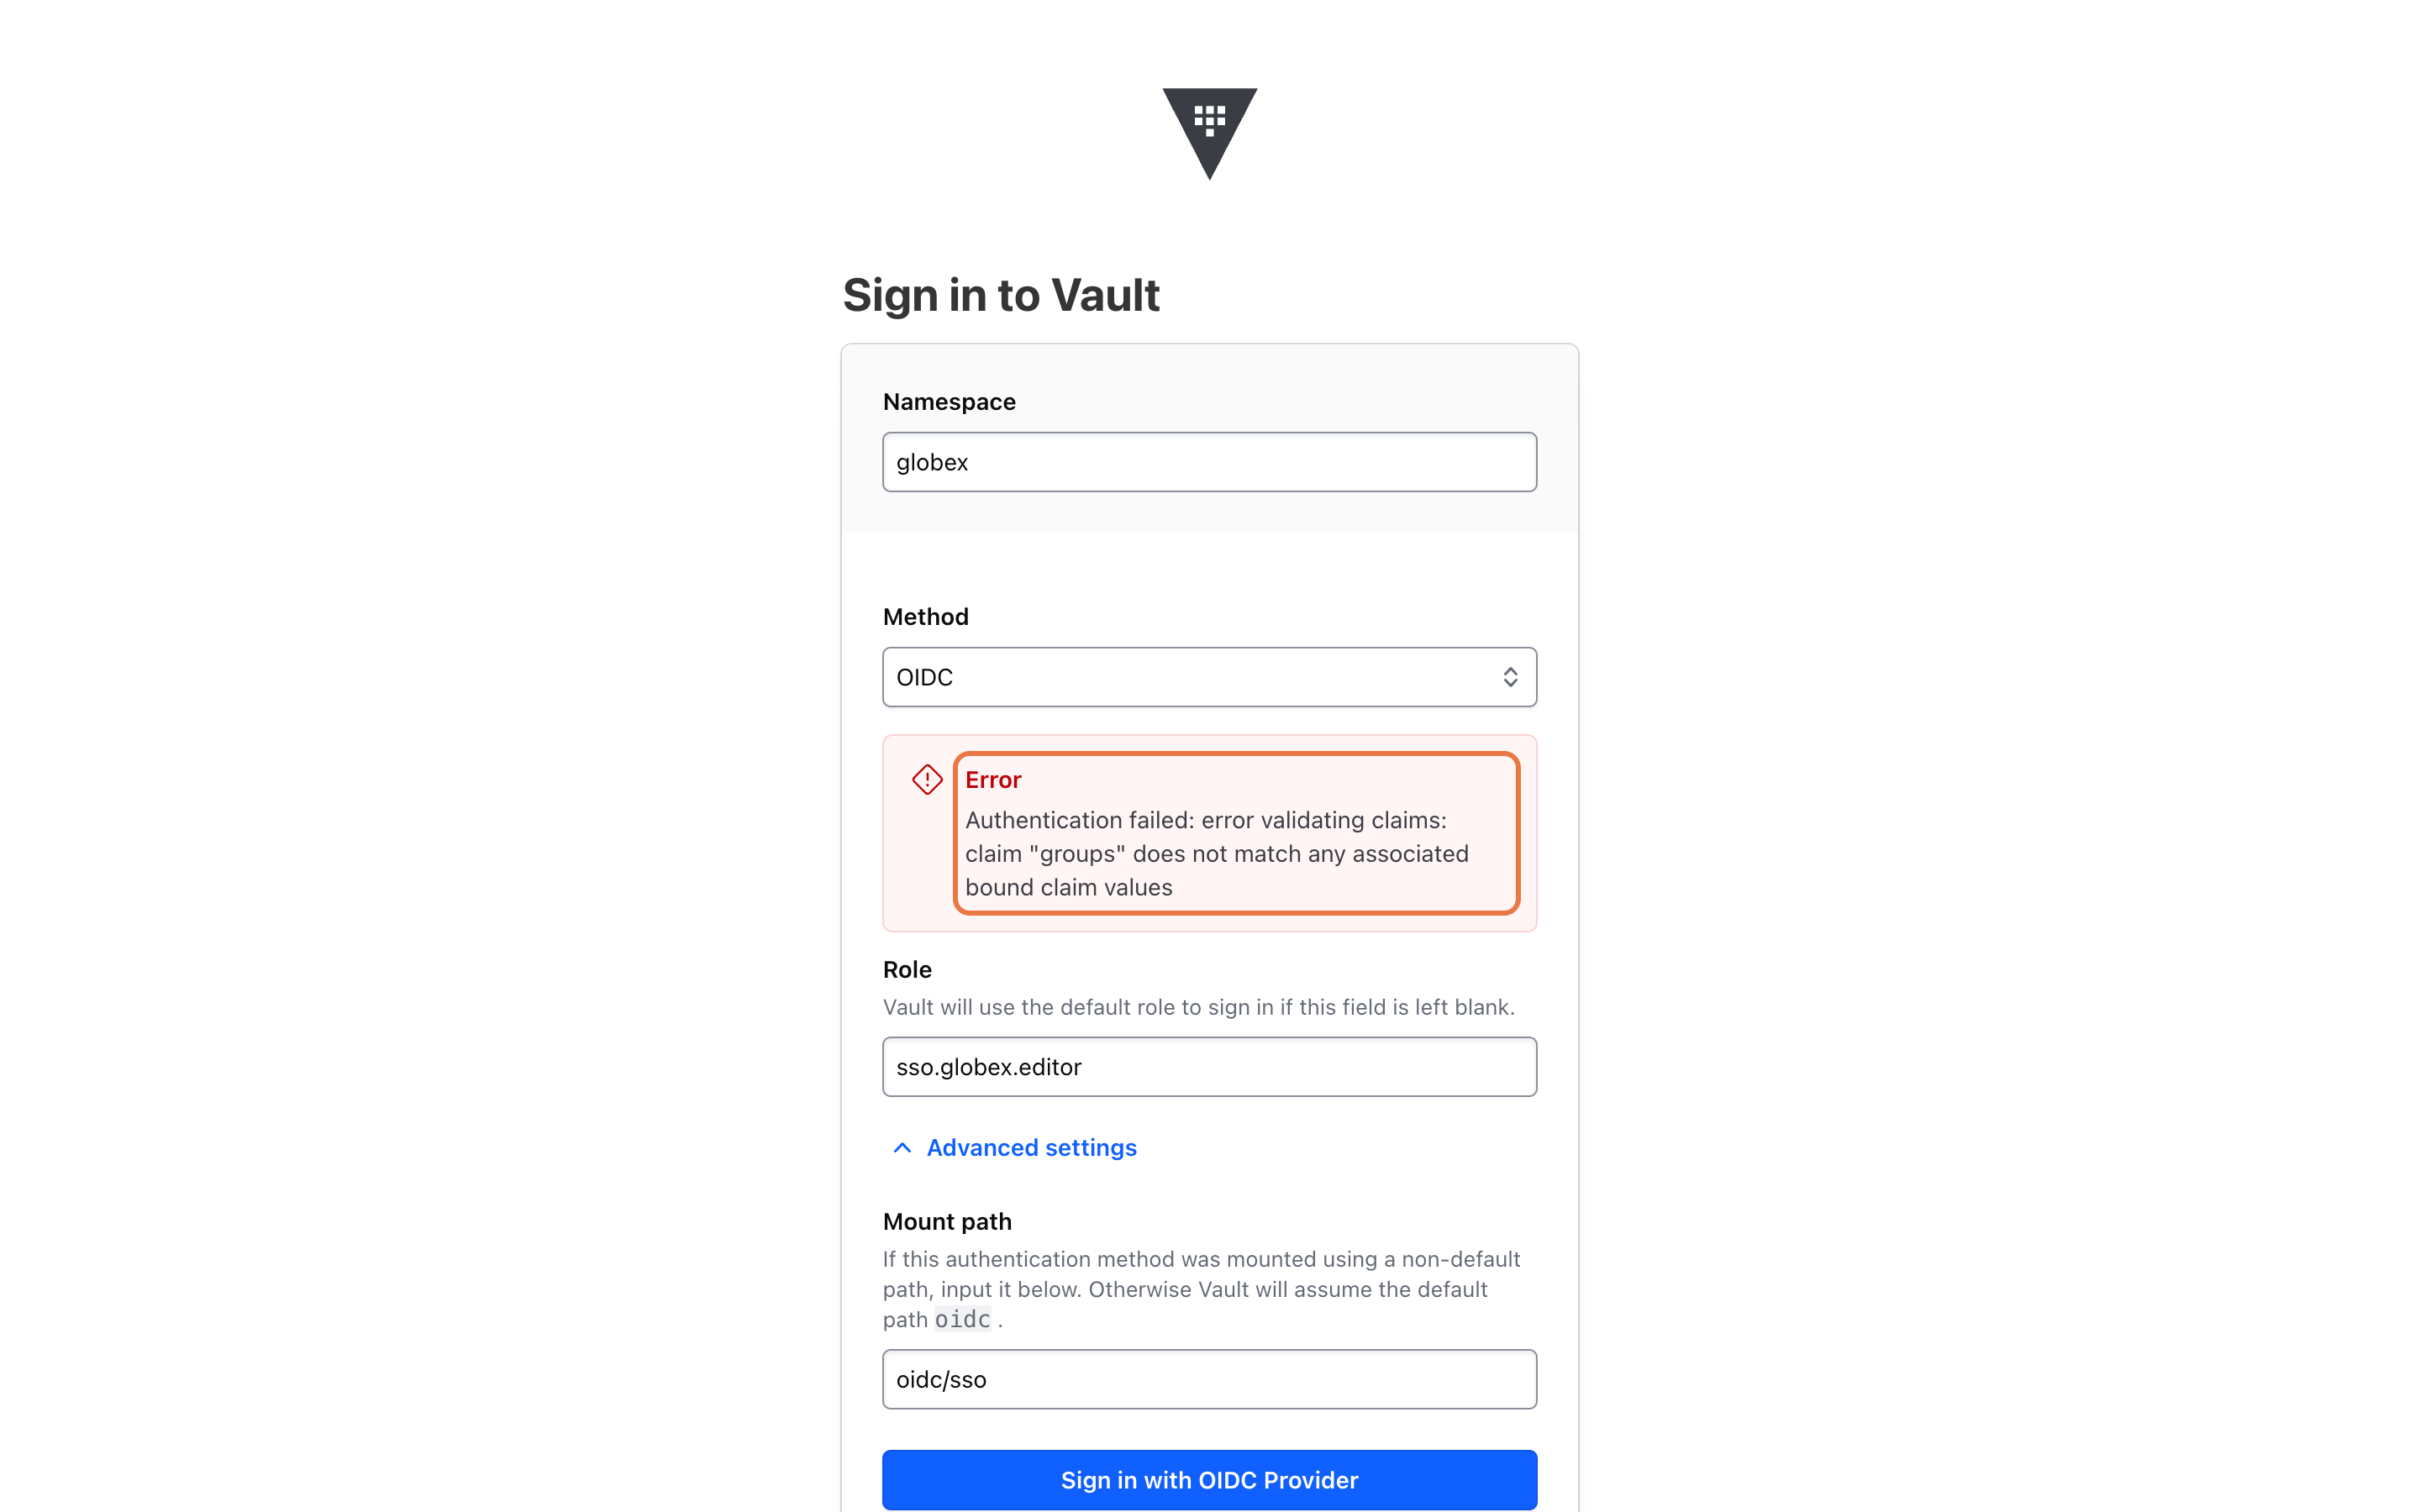 Sign in to Vault
Namespace
globex
Method
OIDC
Error
Authentication failed: error validating claims:
claim "groups" does not match any associated
bound claim values
Role
Vault will use the default role to sign in if this field is left blank.
sso.globex.editor
Advanced settings
Mount path
If this authentication method was mounted using a non-default
path, input it below. Otherwise Vault will assume the default
path oidc .
oidc/sso
Sign in with OIDC Provider